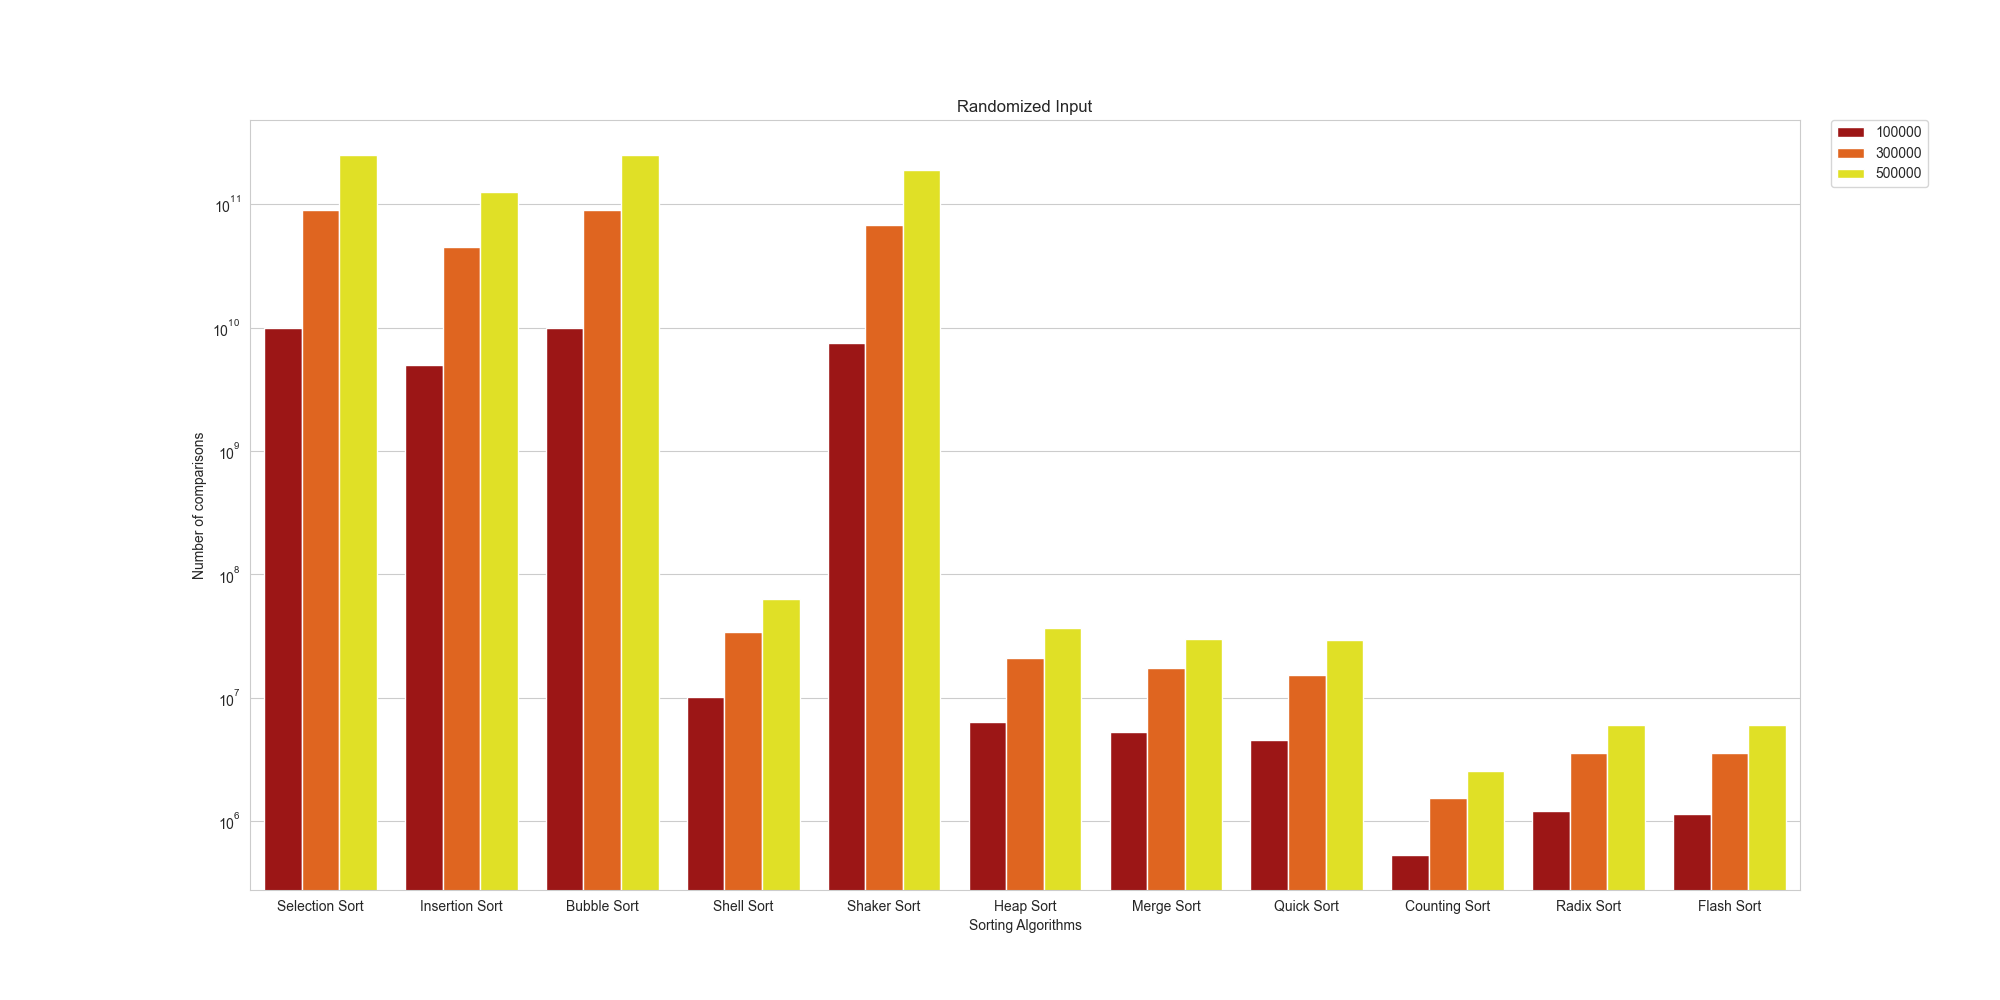 Randomized Input
100000
300000
500000
10^11
10^10
10^9
10^8
10^7
10^6
Number of comparisons
Selection Sort
Insertion Sort
Bubble Sort
Shell Sort
Shaker Sort
Heap Sort
Merge Sort
Quick Sort
Counting Sort
Radix Sort
Flash Sort
Sorting Algorithms